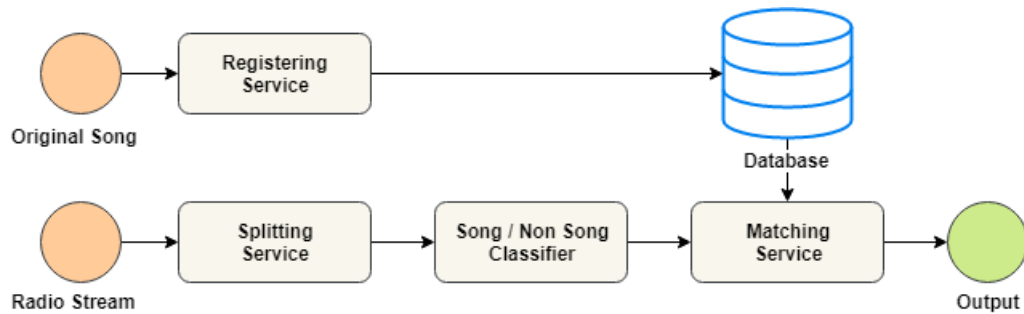 Registering
Service
Original Song
Database
Splitting
Service
Song / Non Song
Classifier
Matching
Service
Radio Stream
Output